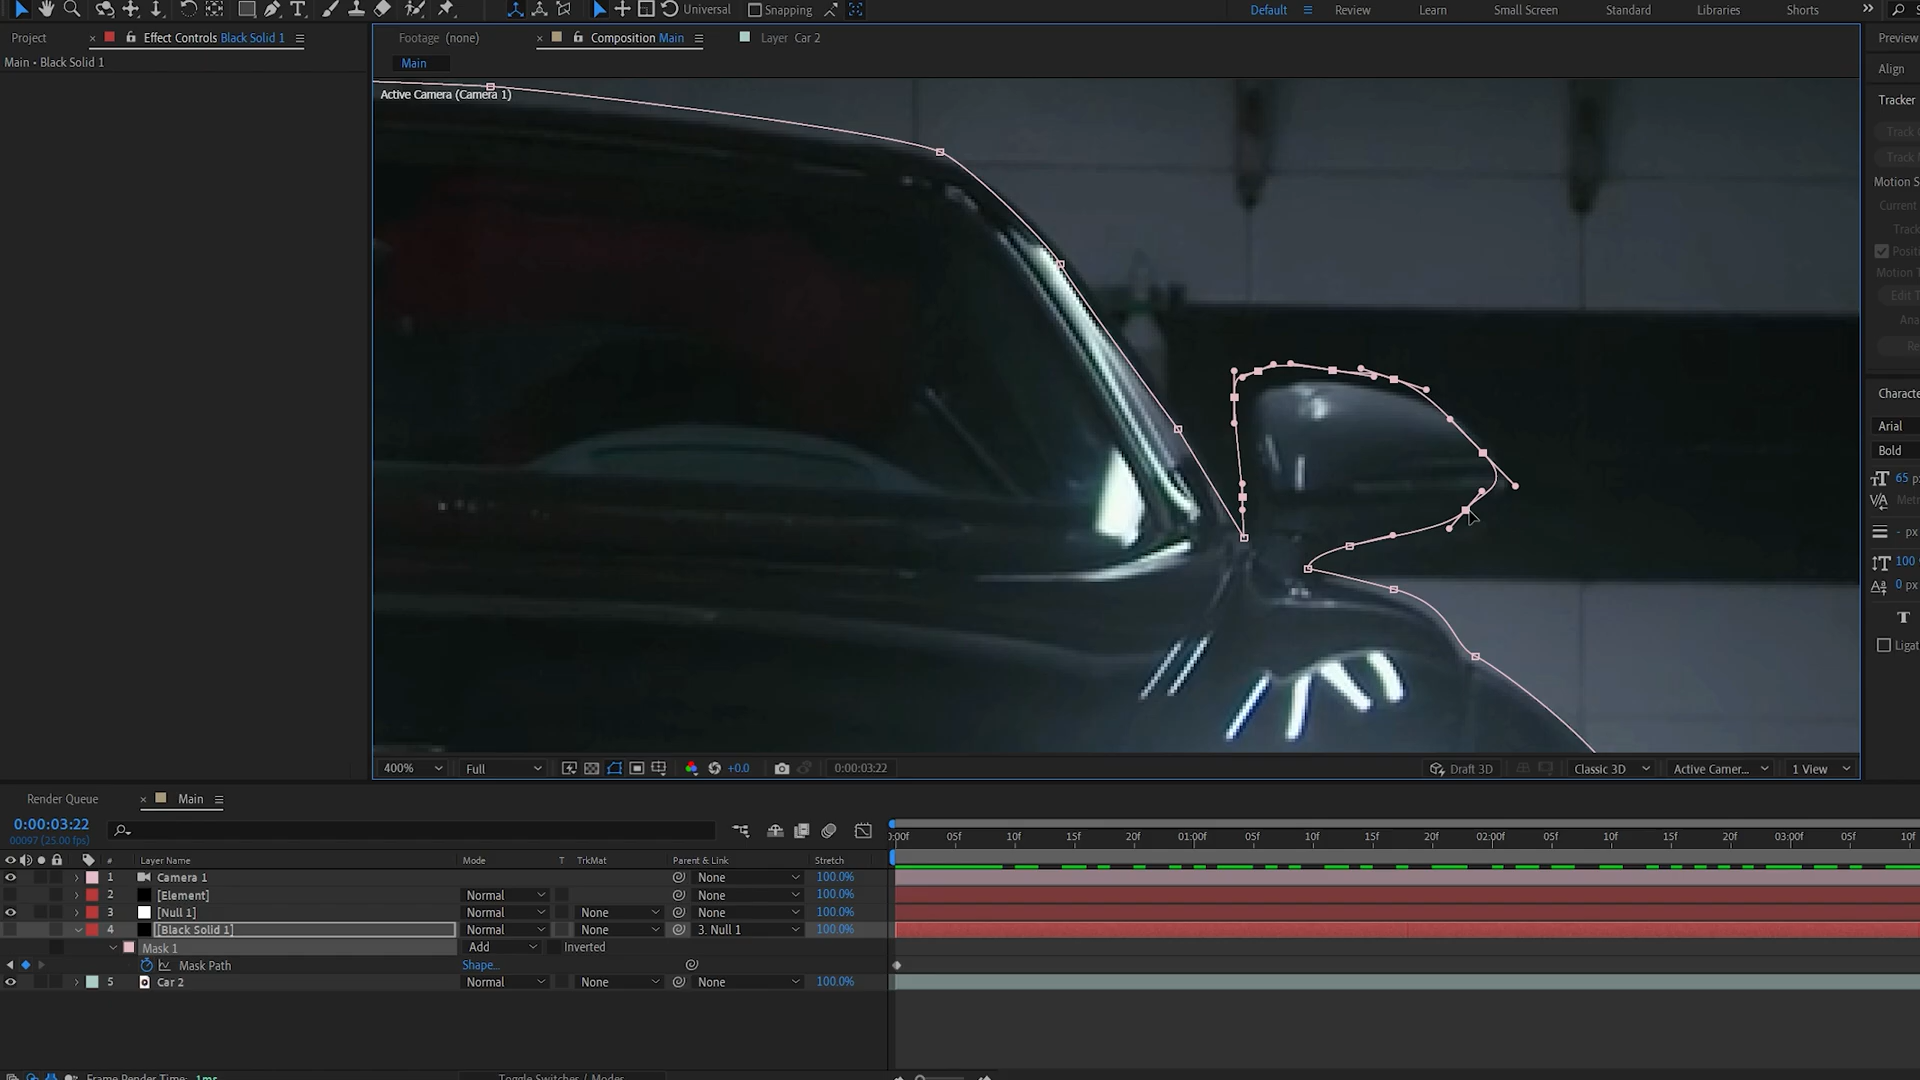 Universal
Snapping
Default
Review
Learn
Small Screen
Standard
Libraries
Shorts
Project
Effect Controls Black Solid 1
Footage (none)
Composition Main
Layer Car 2
Preview
Main • Black Solid 1
Main
Align
Active Camera (Camera 1)
Tracker
Track
Track
Motion S
Current
Track
Motion T
Edit T
Ana
Re
Characte
Arial
Bold
65 p
Metr
- px
100
0 px
T
Ligat
400%
Full
+0.0
0:00:03:22
Draft 3D
Classic 3D
Active Camer...
1 View
Render Queue
Main
0:00:03:22
00097 (25.00 fps)
0:00f
05f
10f
15f
20f
01:00f
05f
10f
15f
20f
02:00f
05f
10f
15f
20f
03:00f
05f
10f
#
Layer Name
Mode
T
TrkMat
Parent & Link
Stretch
1
Camera 1
None
100.0%
2
[Element]
Normal
None
100.0%
3
[Null 1]
Normal
None
None
100.0%
4
[Black Solid 1]
Normal
None
3. Null 1
100.0%
Mask 1
Add
Inverted
Mask Path
Shape...
5
Car 2
Normal
None
None
100.0%
Frame Render Time: 1ms
Toggle Switches / Modes